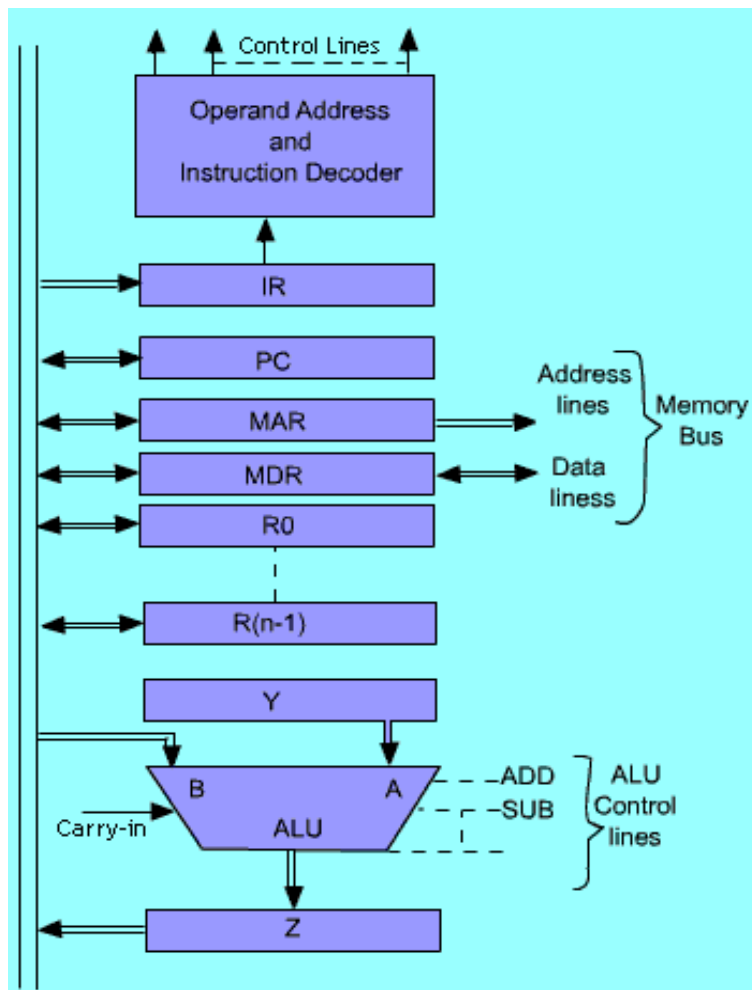 Control Lines
Operand Address
and
Instruction Decoder
IR
PC
MAR
Address
lines
Memory
Bus
MDR
Data
liness
R0
R(n-1)
Y
B
A
ADD
SUB
ALU
Control
lines
Carry-in
ALU
Z